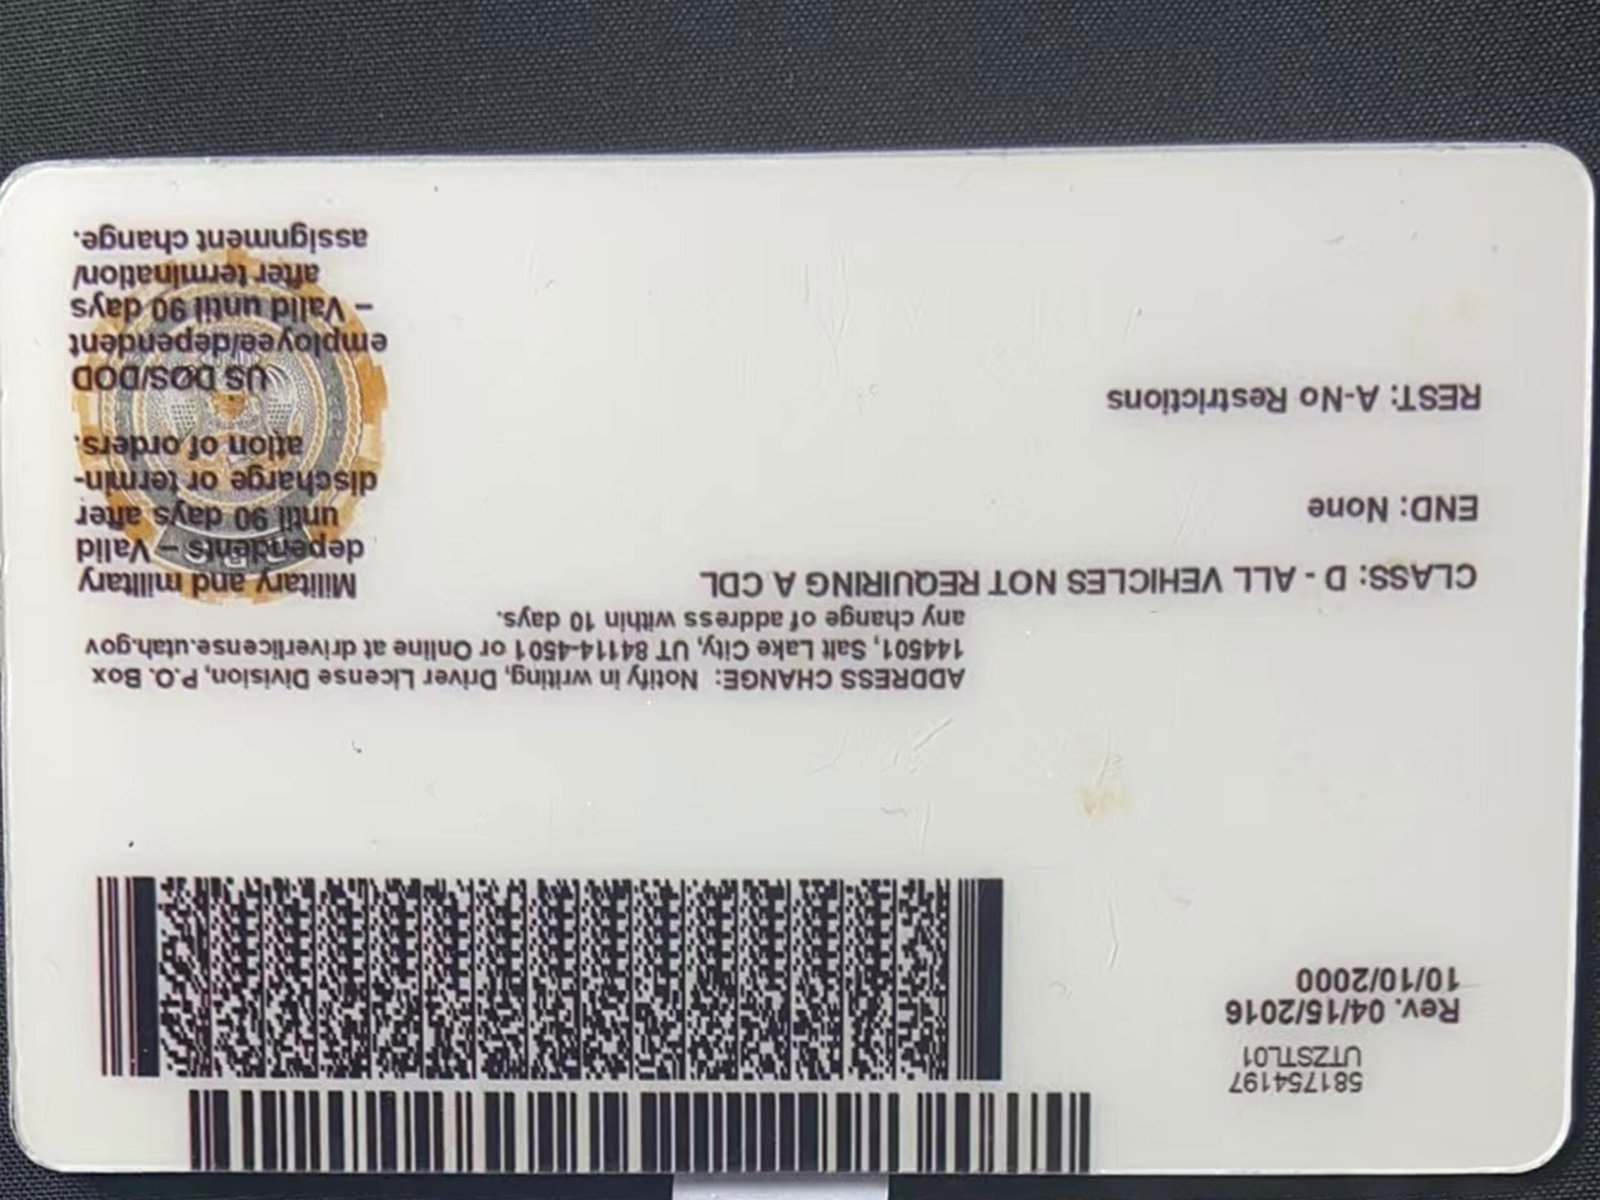 581754197
UTZSTL01
Rev. 04/15/2016
10/10/2000
ADDRESS CHANGE: Notify in writing, Driver License Division, P.O. Box
144501, Salt Lake City, UT 84114-4501 or Online at driverlicense.utah.gov
any change of address within 10 days.
CLASS: D - ALL VEHICLES NOT REQUIRING A CDL
END: None
REST: A-No Restrictions
Military and military
dependents – Valid
until 90 days after
discharge or termin-
ation of orders.
US DOS/DOD
employee/dependent
– Valid until 90 days
after termination/
assignment change.